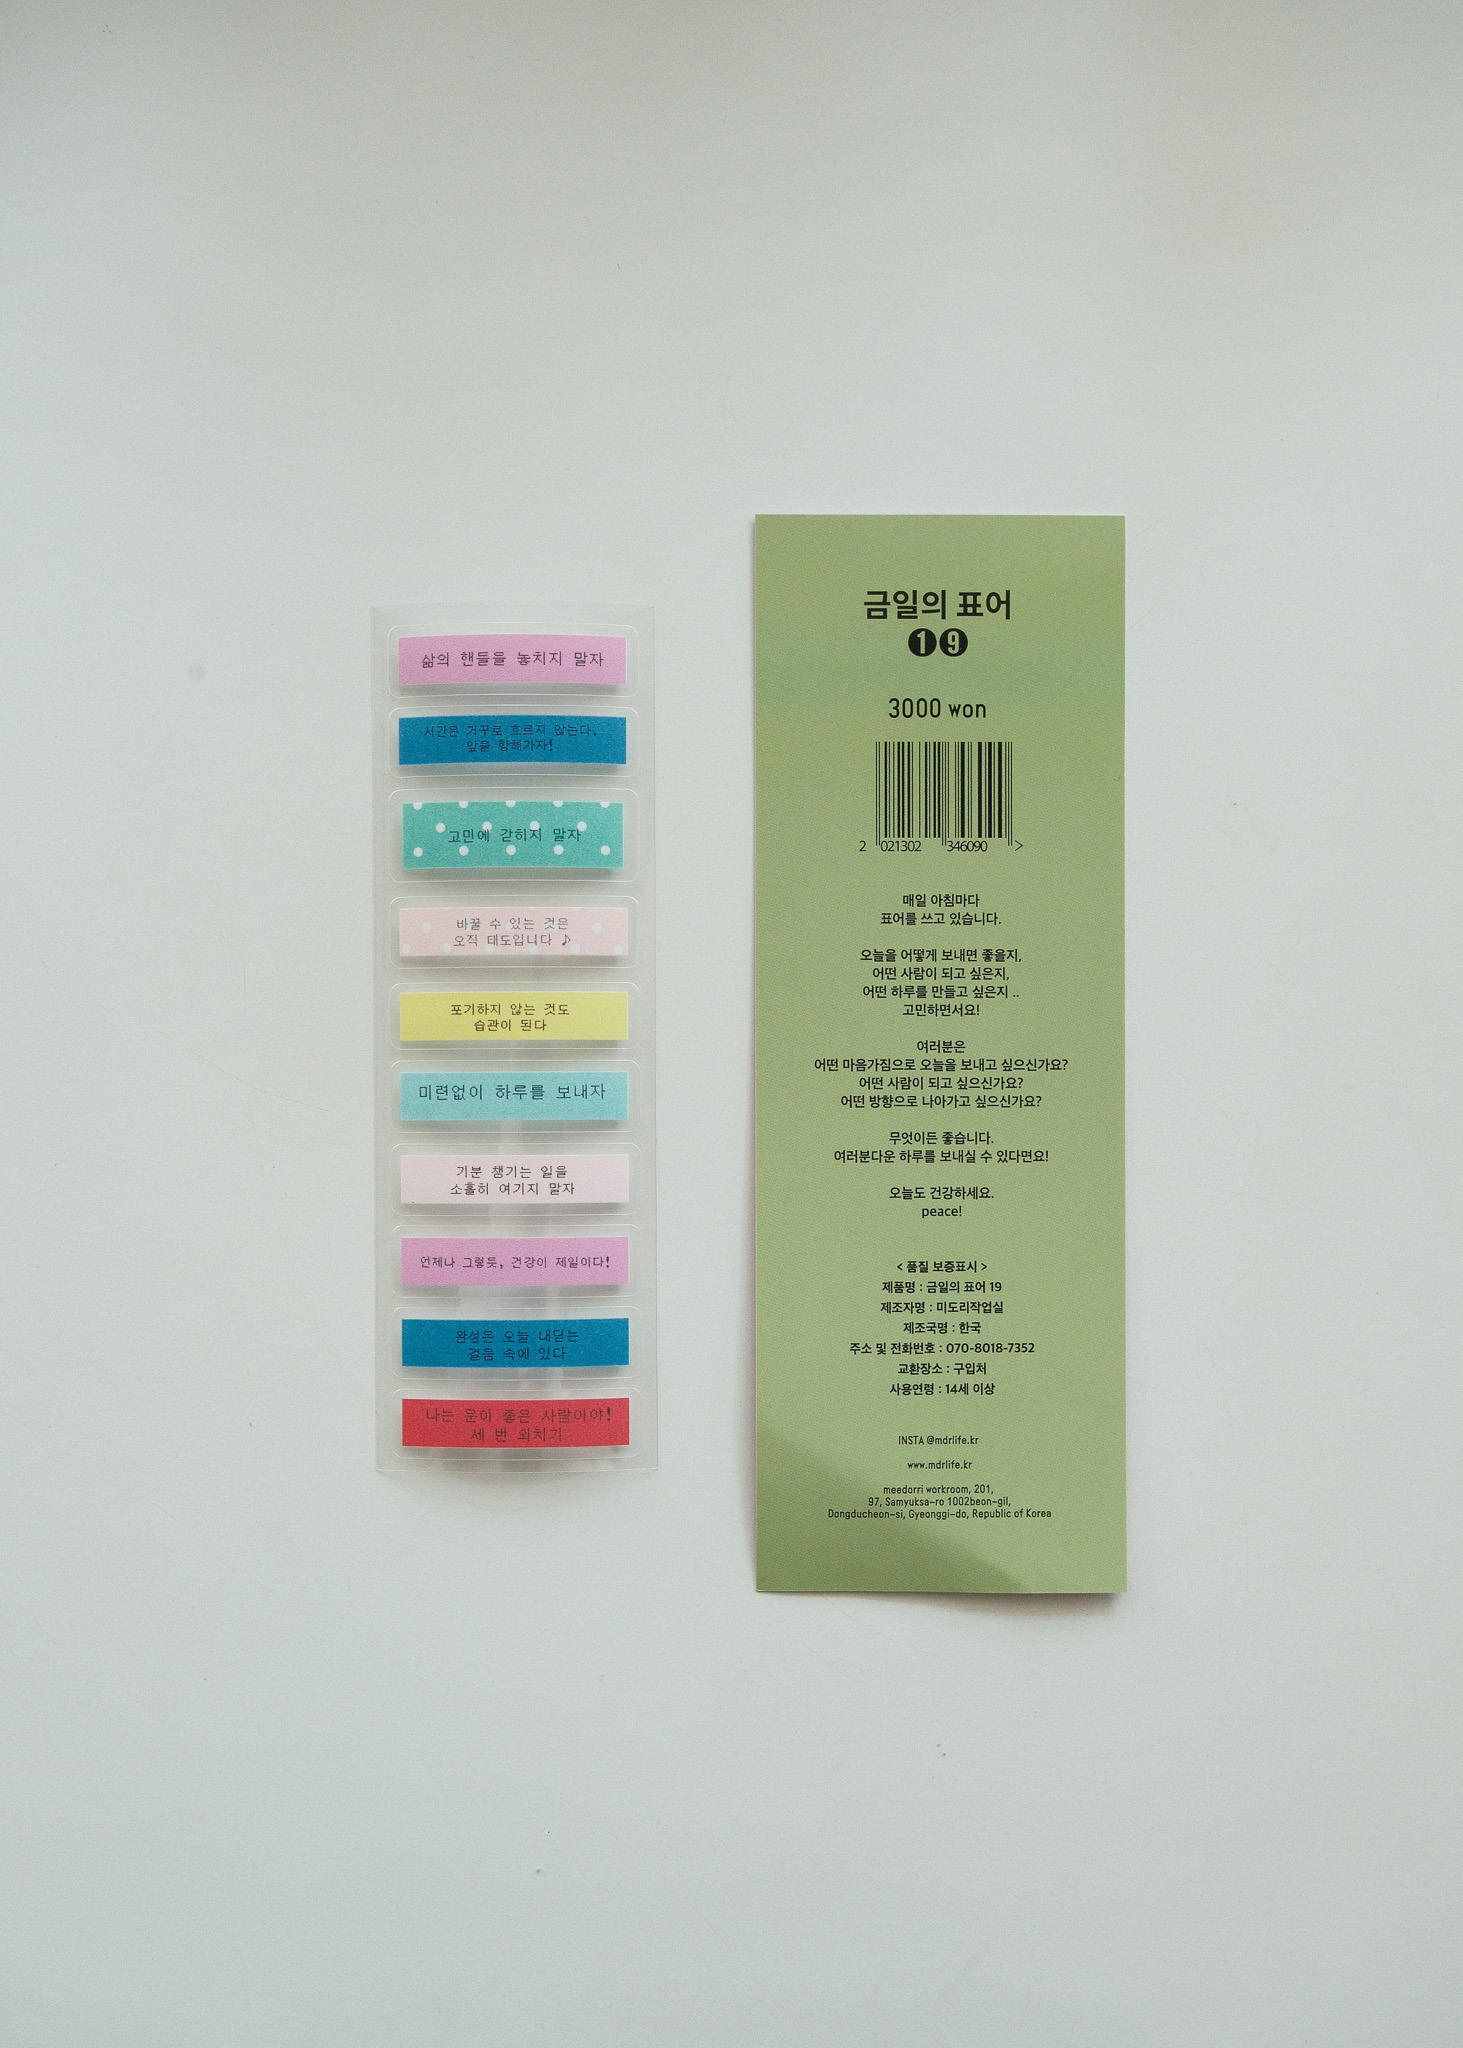 삶의 핸들을 놓치지 말자
시간은 거꾸로 흐르지 않는다.
앞을 향해가자!
고민에 갇히지 말자
바꿀 수 있는 것은
오직 태도입니다 ♪
포기하지 않는 것도
습관이 된다
미련없이 하루를 보내자
기분 챙기는 일을
소홀히 여기지 말자
언제나 그렇듯, 건강이 제일이다!
완성은 오늘 내딛는
걸음 속에 있다
나는 운이 좋은 사람이야!
세 번 외치기
금일의 표어
19
3000 won
2 021302 346090 >
매일 아침마다
표어를 쓰고 있습니다.
오늘을 어떻게 보내면 좋을지,
어떤 사람이 되고 싶은지,
어떤 하루를 만들고 싶은지 ..
고민하면서요!
여러분은
어떤 마음가짐으로 오늘을 보내고 싶으신가요?
어떤 사람이 되고 싶으신가요?
어떤 방향으로 나아가고 싶으신가요?
무엇이든 좋습니다.
여러분다운 하루를 보내실 수 있다면요!
오늘도 건강하세요.
peace!
< 품질 보증표시 >
제품명 : 금일의 표어 19
제조자명 : 미도리작업실
제조국명 : 한국
주소 및 전화번호 : 070-8018-7352
교환장소 : 구입처
사용연령 : 14세 이상
INSTA @mdrlife.kr
www.mdrlife.kr
meedorri workroom, 201,
97, Samyuksa-ro 1002beon-gil,
Dongducheon-si, Gyeonggi-do, Republic of Korea